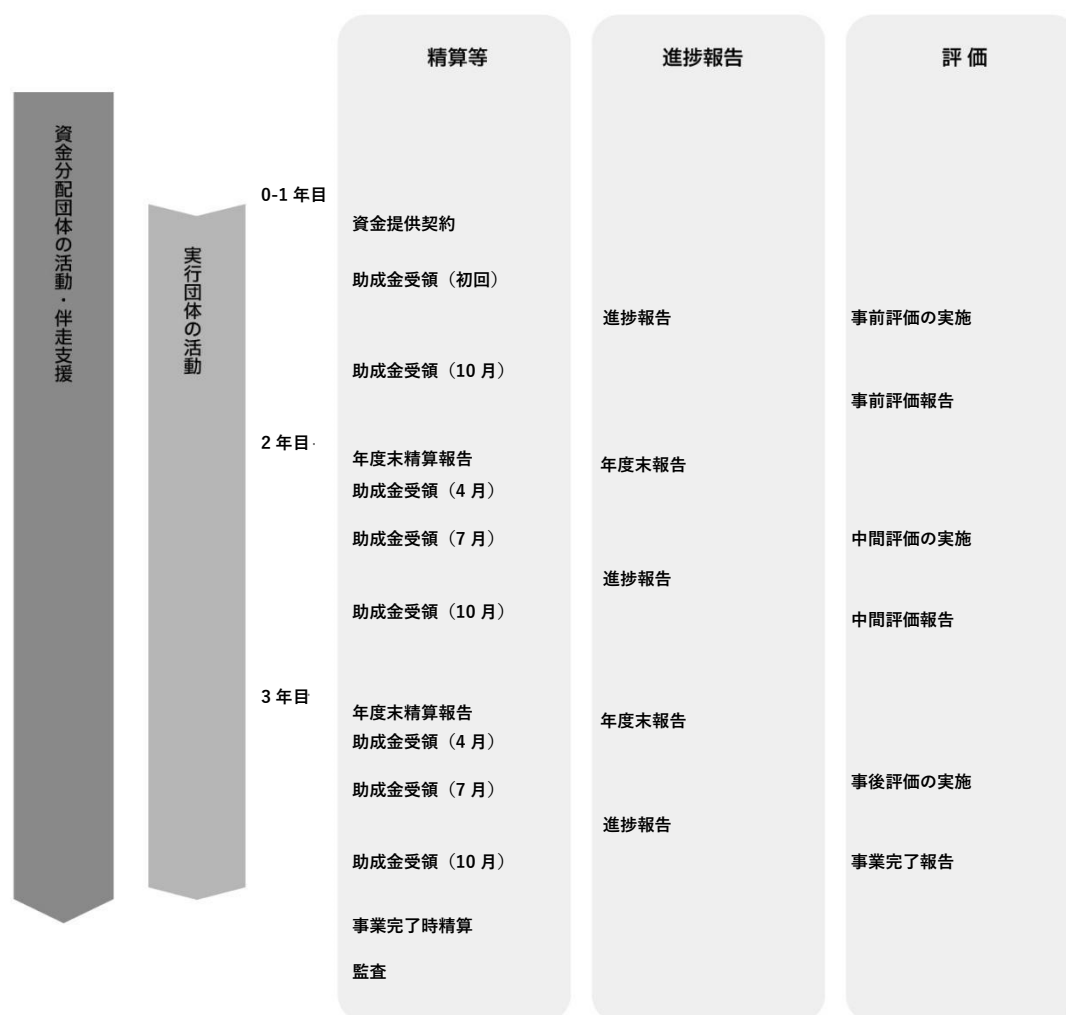 精算等
進捗報告
評 価
資金分配団体の活動・伴走支援
実行団体の活動
0-1 年目
資金提供契約
助成金受領（初回）
進捗報告
事前評価の実施
助成金受領（10 月）
事前評価報告
2 年目
年度末精算報告
年度末報告
助成金受領（4 月）
助成金受領（7 月）
中間評価の実施
進捗報告
助成金受領（10 月）
中間評価報告
3 年目
年度末精算報告
年度末報告
助成金受領（4 月）
事後評価の実施
助成金受領（7 月）
進捗報告
助成金受領（10 月）
事業完了報告
事業完了時精算
監査